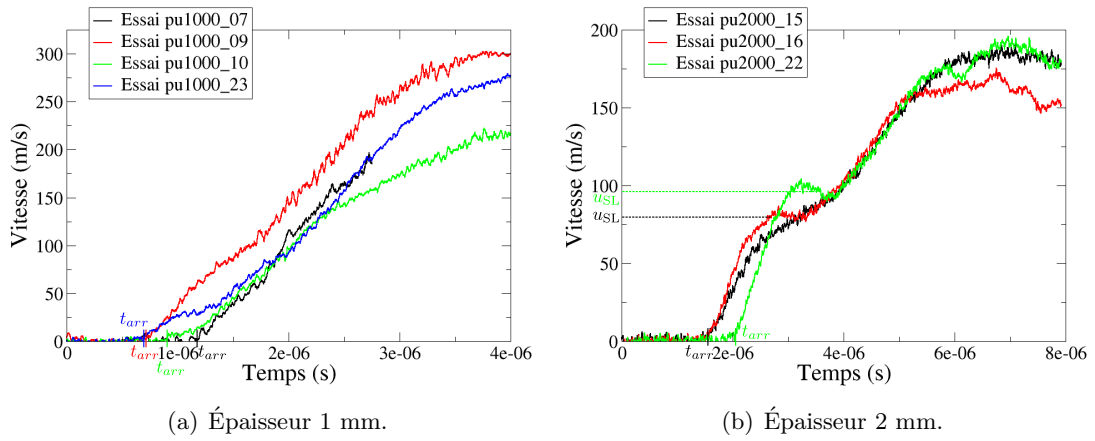 Essai pu1000_07
Essai pu1000_09
Essai pu1000_10
Essai pu1000_23
300
250
200
150
100
50
0
Vitesse (m/s)
t_arr
t_arr
t_arr
t_arr
0 1e-06 2e-06 3e-06 4e-06
Temps (s)
(a) Épaisseur 1 mm.
Essai pu2000_15
Essai pu2000_16
Essai pu2000_22
200
150
100
50
0
Vitesse (m/s)
u_SL
u_SL
t_arr
t_arr
0 2e-06 4e-06 6e-06 8e-06
Temps (s)
(b) Épaisseur 2 mm.